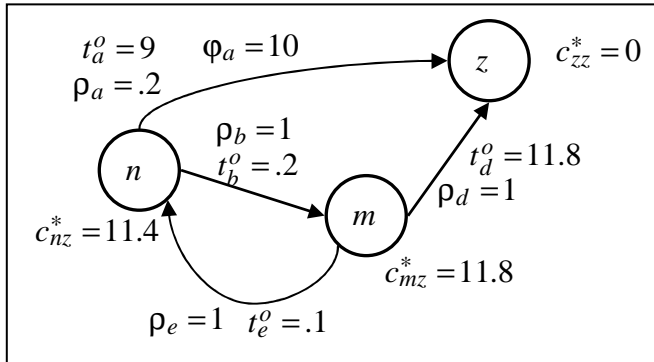 t_a^o = 9
φ_a = 10
ρ_a = .2
z
c_zz^* = 0
ρ_b = 1
t_b^o = .2
n
t_d^o = 11.8
ρ_d = 1
m
c_nz^* = 11.4
c_mz^* = 11.8
ρ_e = 1 t_e^o = .1